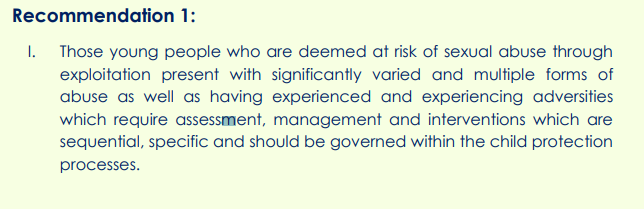 Recommendation 1:
I. Those young people who are deemed at risk of sexual abuse through
exploitation present with significantly varied and multiple forms of
abuse as well as having experienced and experiencing adversities
which require assessment, management and interventions which are
sequential, specific and should be governed within the child protection
processes.